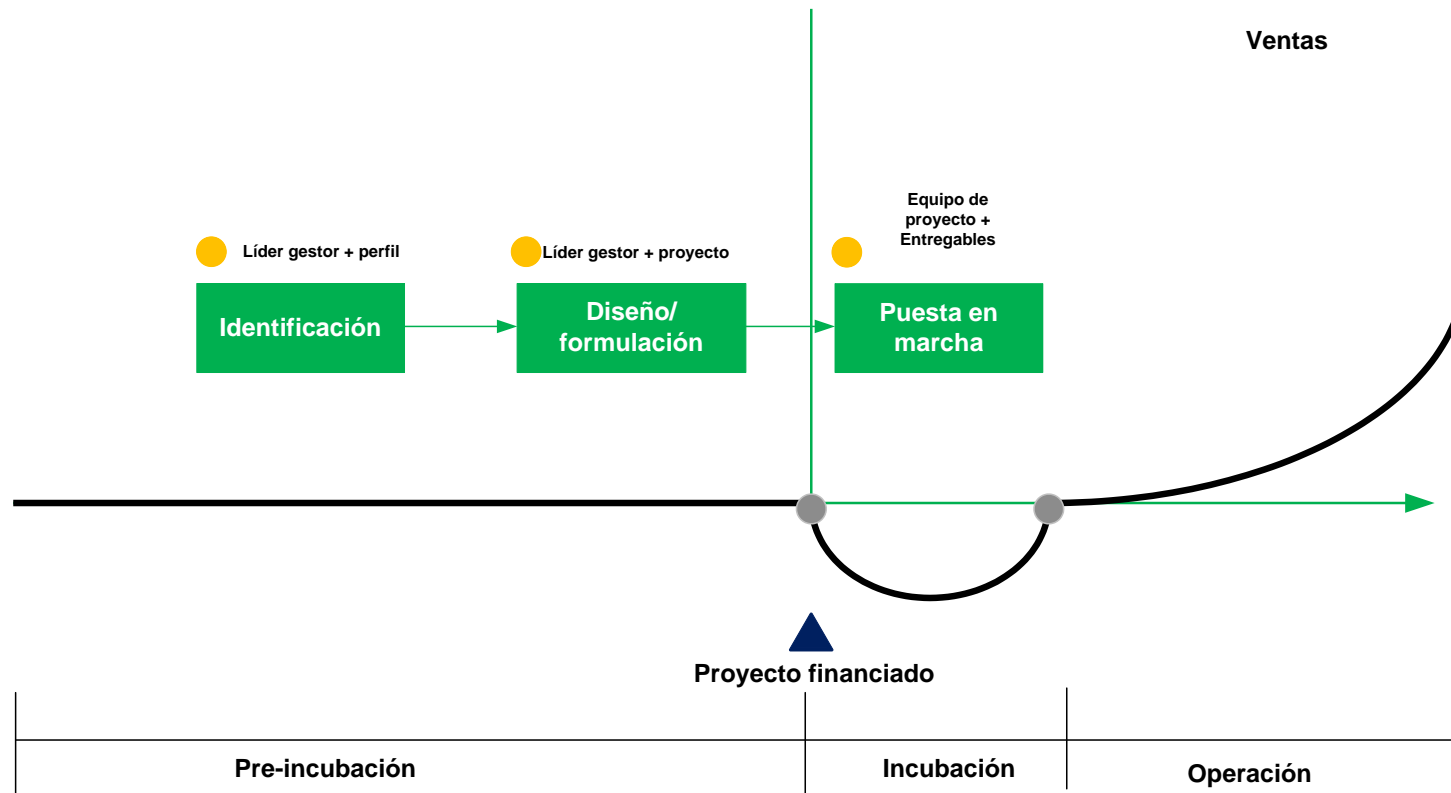 Ventas
Equipo de
proyecto +
Entregables
Líder gestor + perfil
Líder gestor + proyecto
Identificación
Diseño/
formulación
Puesta en
marcha
Proyecto financiado
Pre-incubación
Incubación
Operación